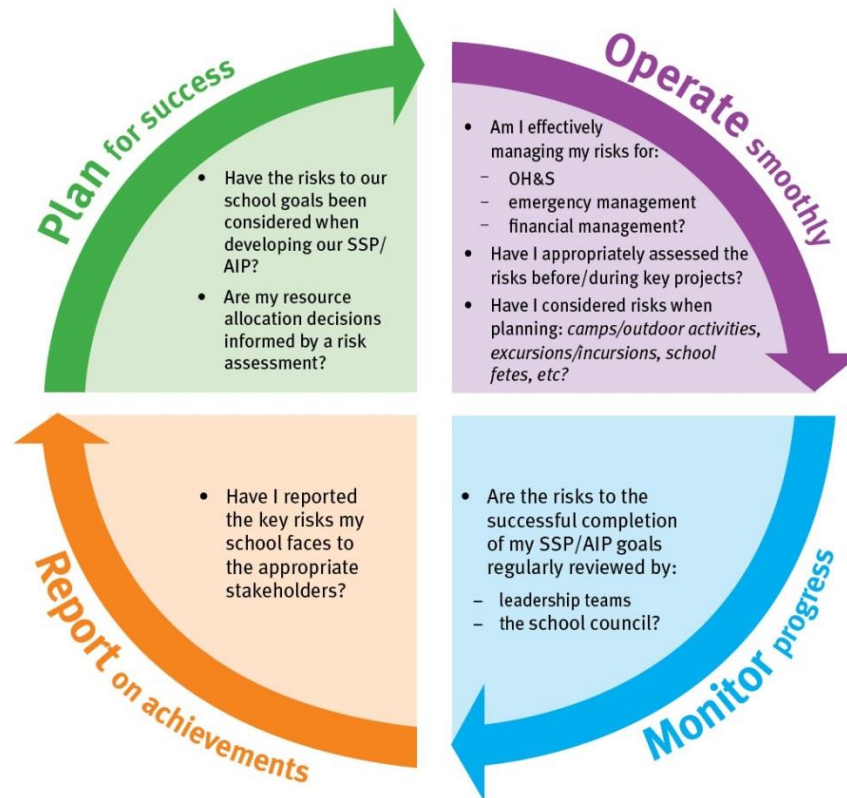 Plan for success
• Have the risks to our
school goals been
considered when
developing our SSP/
AIP?
• Are my resource
allocation decisions
informed by a risk
assessment?
Operate smoothly
• Am I effectively
managing my risks for:
– OH&S
– emergency management
– financial management?
• Have I appropriately assessed the
risks before/during key projects?
• Have I considered risks when
planning: camps/outdoor activities,
excursions/incursions, school
fetes, etc?
Monitor progress
• Are the risks to the
successful completion
of my SSP/AIP goals
regularly reviewed by:
– leadership teams
– the school council?
Report on achievements
• Have I reported
the key risks my
school faces to
the appropriate
stakeholders?